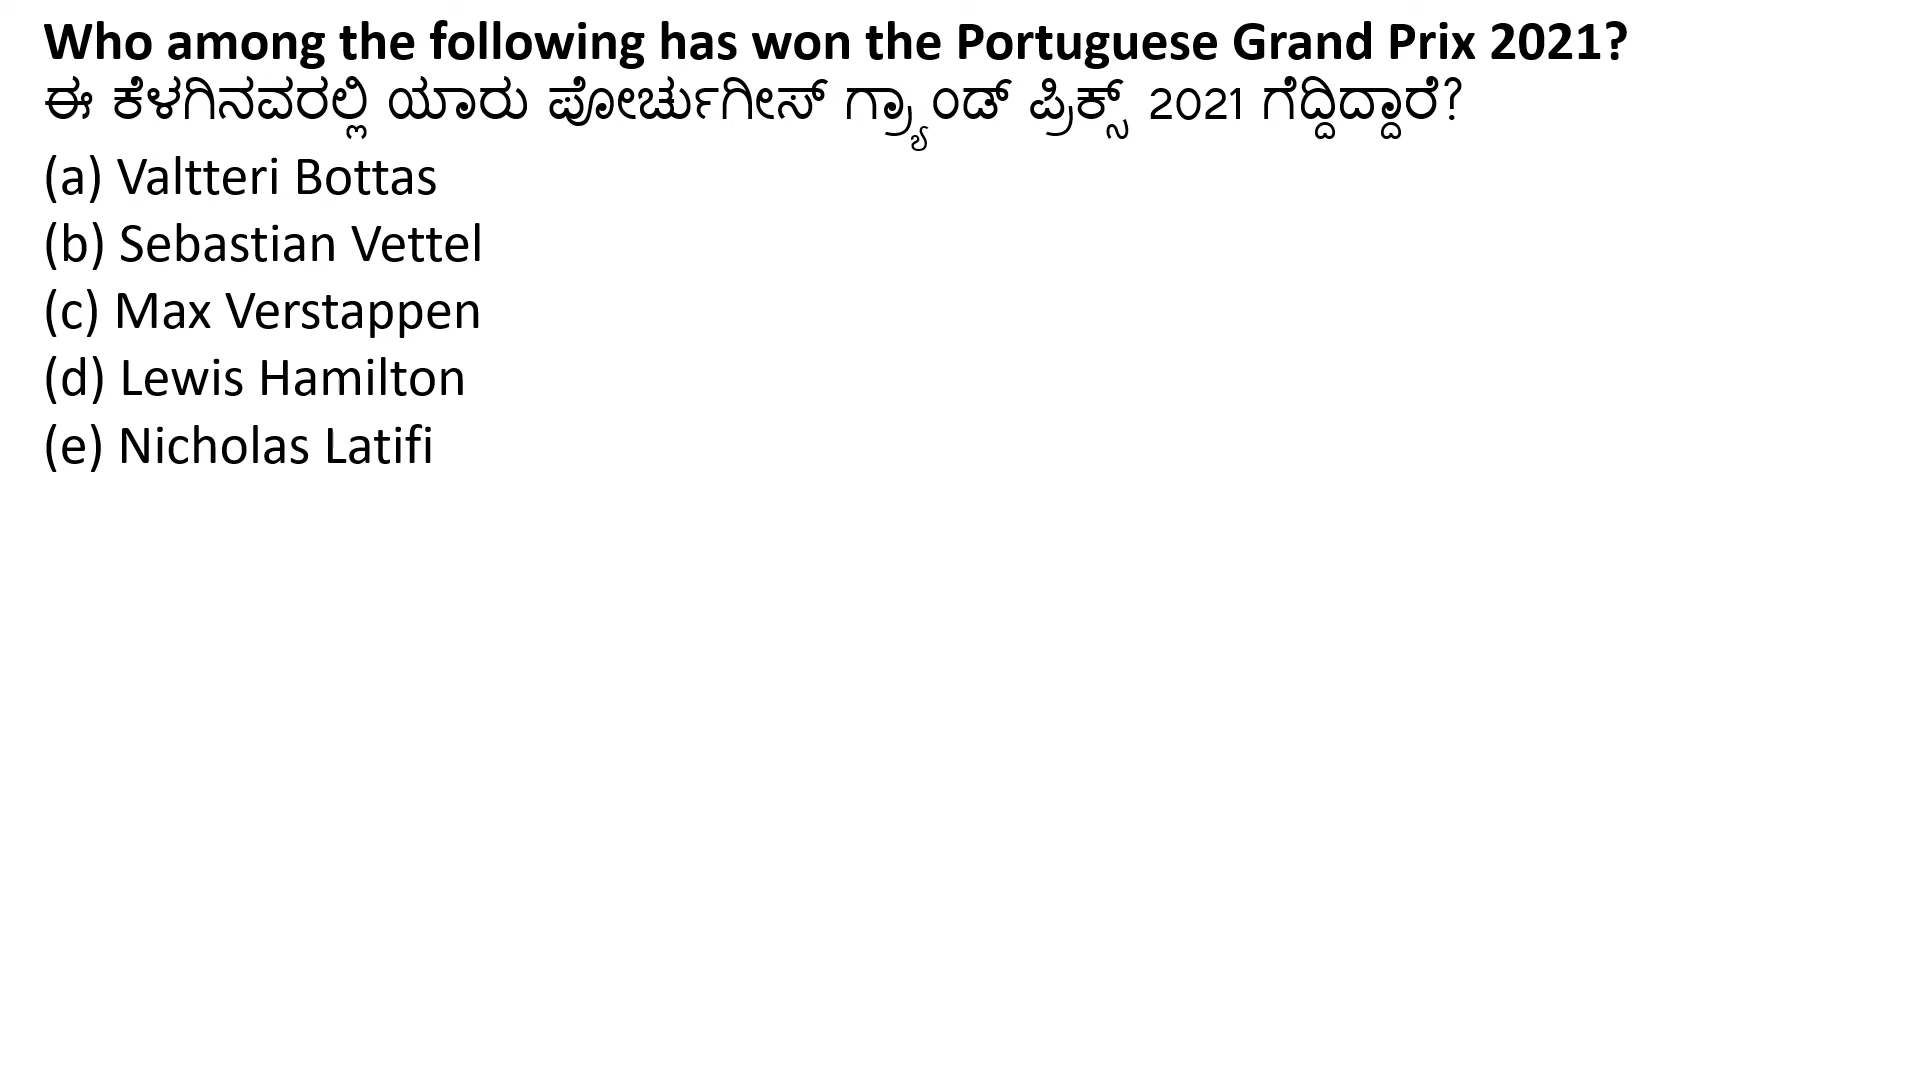 Who among the following has won the Portuguese Grand Prix 2021?
ಈ ಕೆಳಗಿನವರಲ್ಲಿ ಯಾರು ಪೋರ್ಚುಗೀಸ್ ಗ್ರ್ಯಾಂಡ್ ಪ್ರಿಕ್ಸ್ 2021 ಗೆದ್ದಿದ್ದಾರೆ?
(a) Valtteri Bottas
(b) Sebastian Vettel
(c) Max Verstappen
(d) Lewis Hamilton
(e) Nicholas Latifi